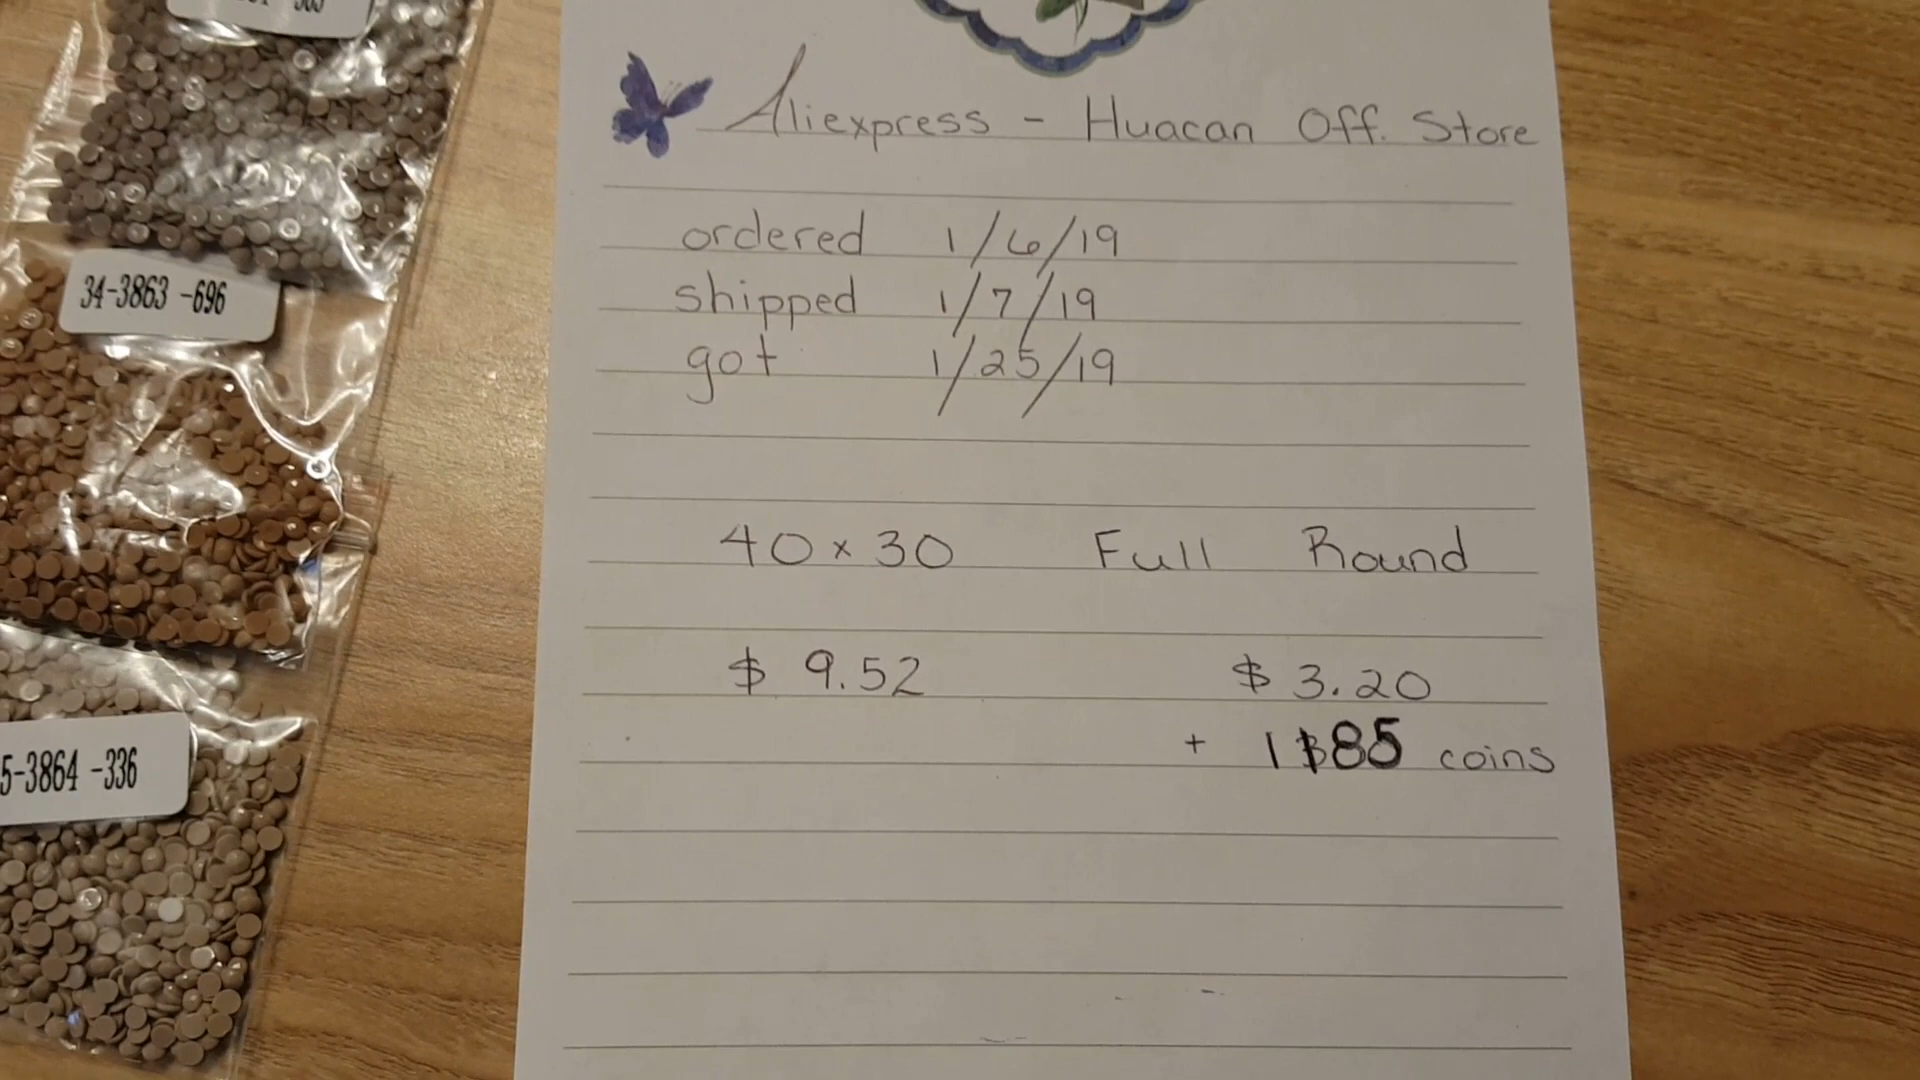 34-3863 -696
5-3864 -336
Aliexpress - Huacan Off. Store
ordered 1/6/19
shipped 1/7/19
got 1/25/19
40 x 30 Full Round
$ 9.52 $ 3.20
+ coins